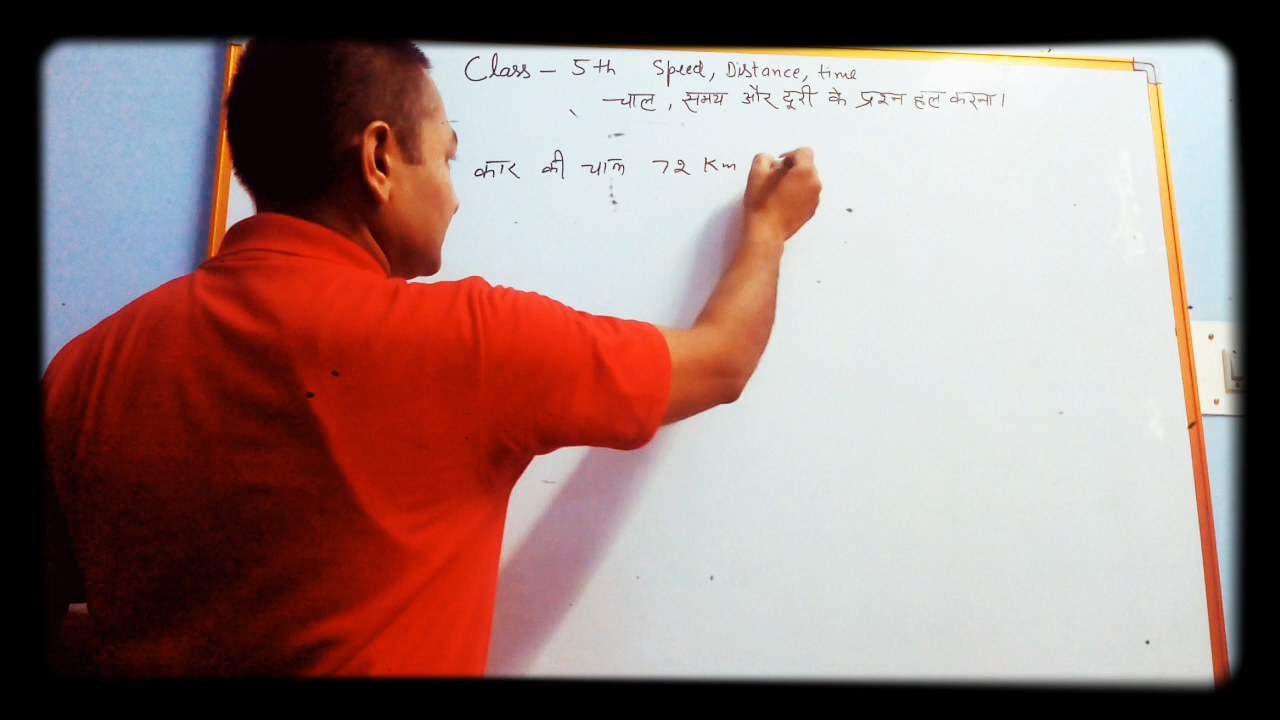 Class - 5th Speed, Distance, time
चाल, समय और दूरी के प्रश्न हल करना।
कार की चाल 72 Km